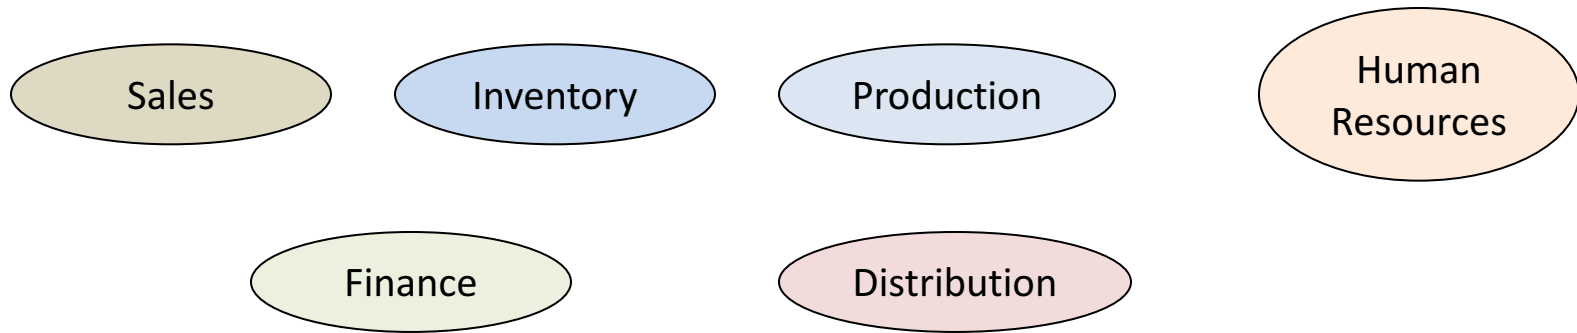 Sales
Inventory
Production
Human
Resources
Finance
Distribution